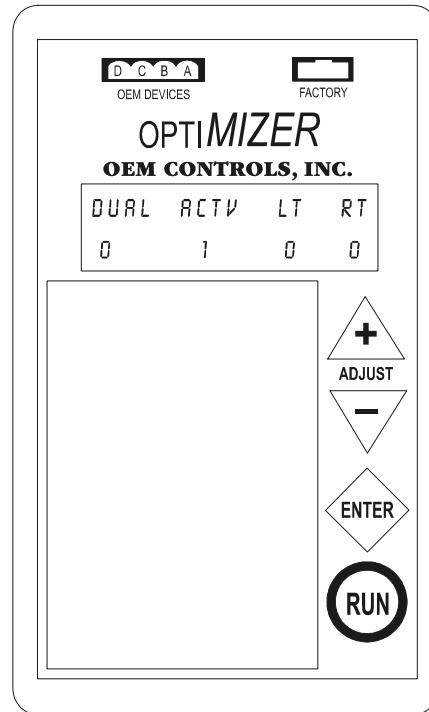 D C B A
OEM DEVICES
FACTORY
OPTIMIZER
OEM CONTROLS, INC.
DUAL ACTV LT RT
0 1 0 0
+
ADJUST
−
ENTER
RUN